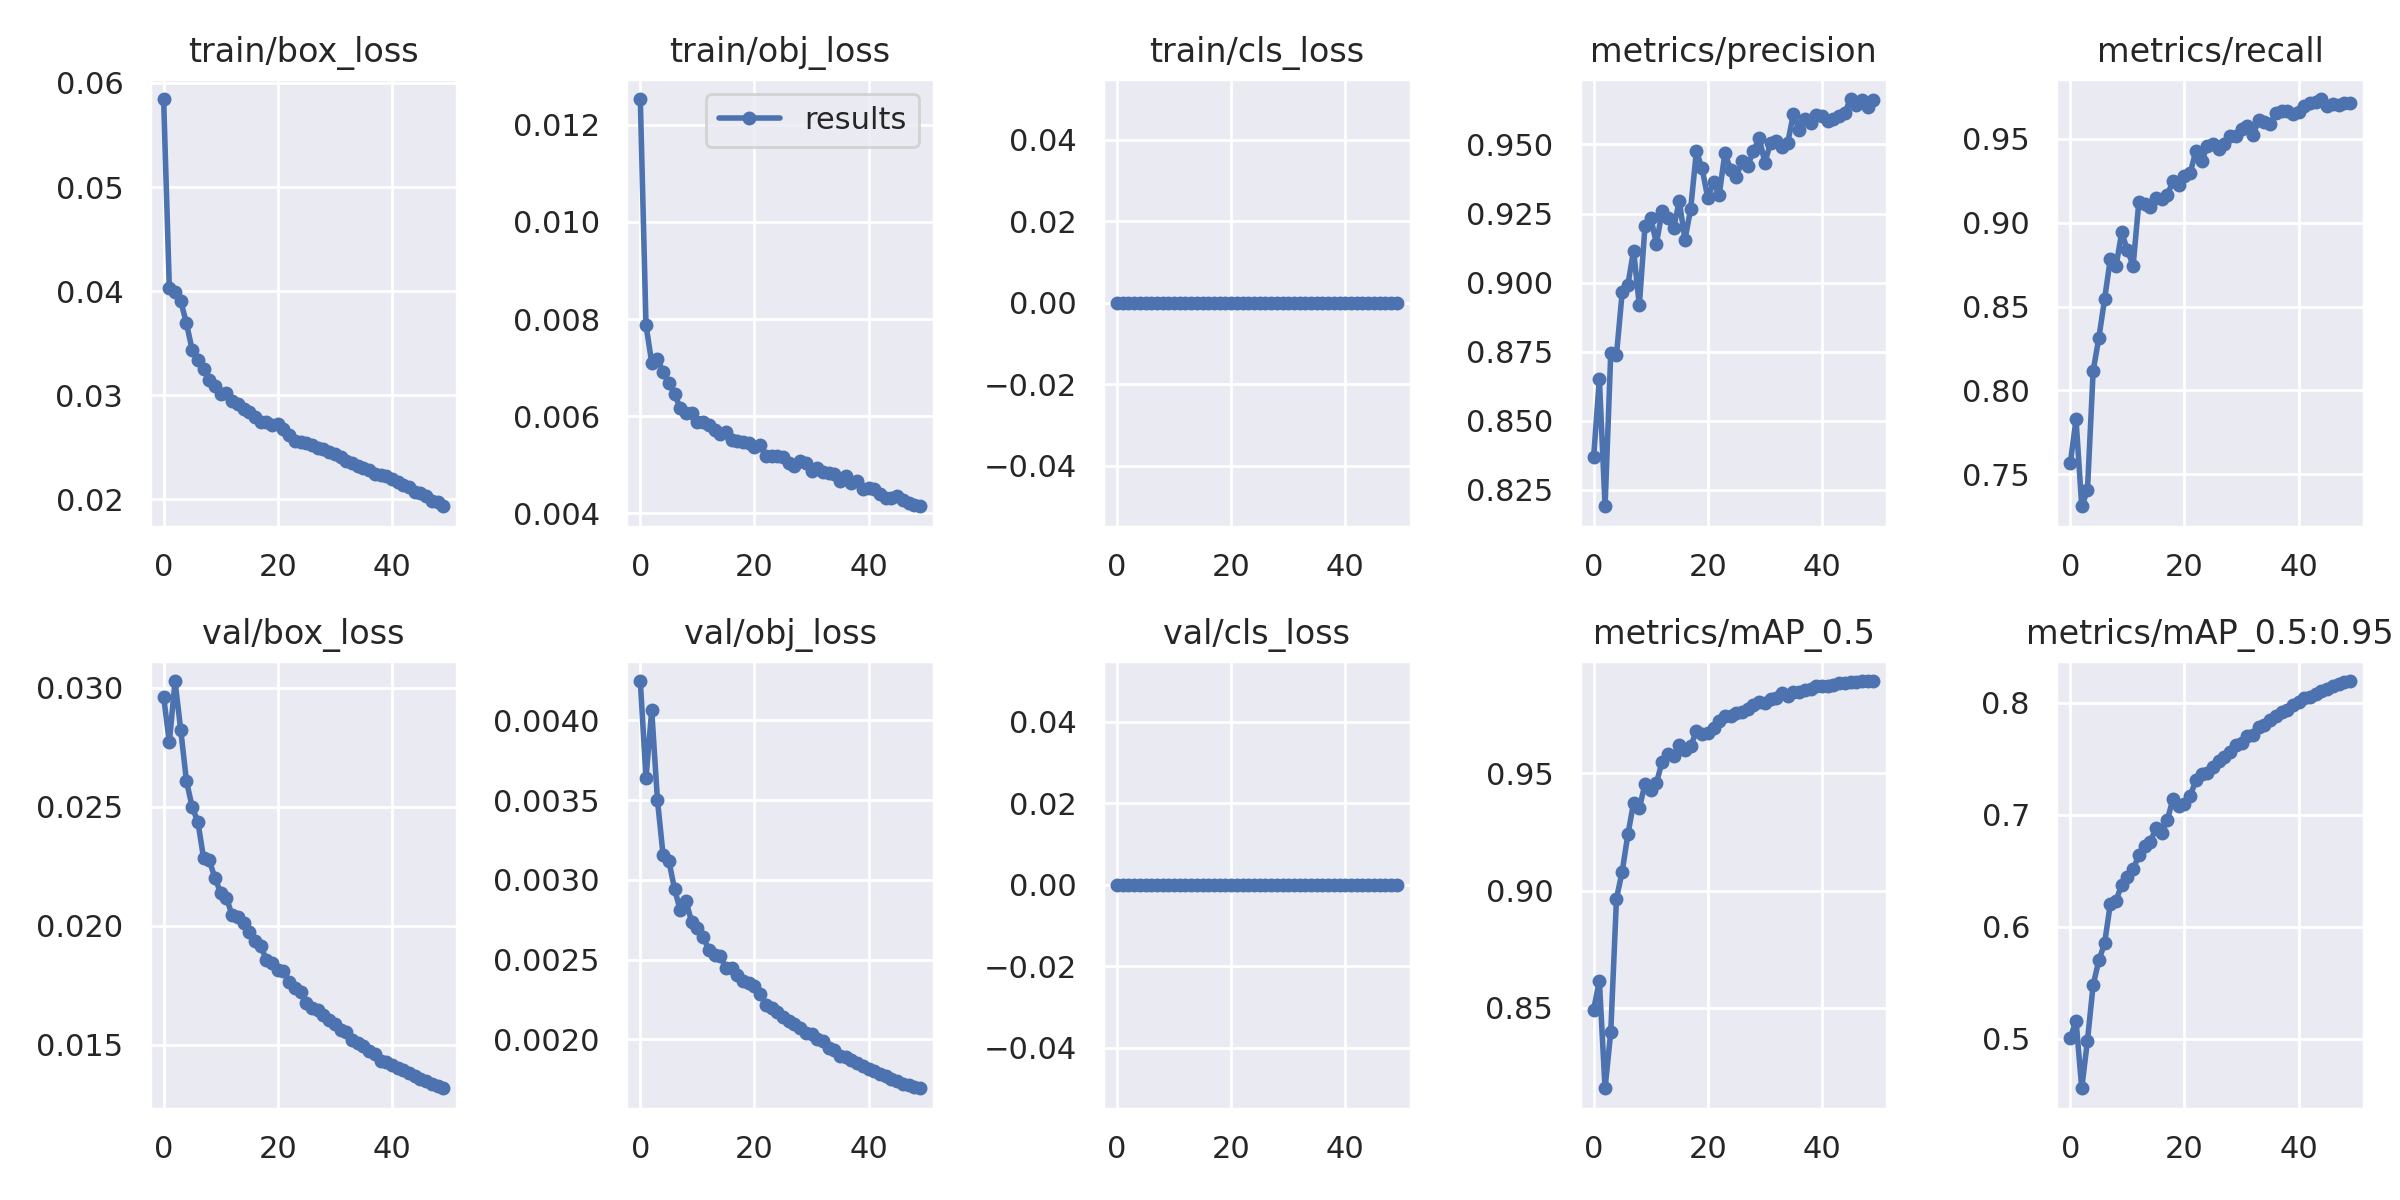 train/box_loss
0.06
0.05
0.04
0.03
0.02
0 20 40
train/obj_loss
results
0.012
0.010
0.008
0.006
0.004
0 20 40
train/cls_loss
0.04
0.02
0.00
−0.02
−0.04
0 20 40
metrics/precision
0.950
0.925
0.900
0.875
0.850
0.825
0 20 40
metrics/recall
0.95
0.90
0.85
0.80
0.75
0 20 40
val/box_loss
0.030
0.025
0.020
0.015
0 20 40
val/obj_loss
0.0040
0.0035
0.0030
0.0025
0.0020
0 20 40
val/cls_loss
0.04
0.02
0.00
−0.02
−0.04
0 20 40
metrics/mAP_0.5
0.95
0.90
0.85
0 20 40
metrics/mAP_0.5:0.95
0.8
0.7
0.6
0.5
0 20 40